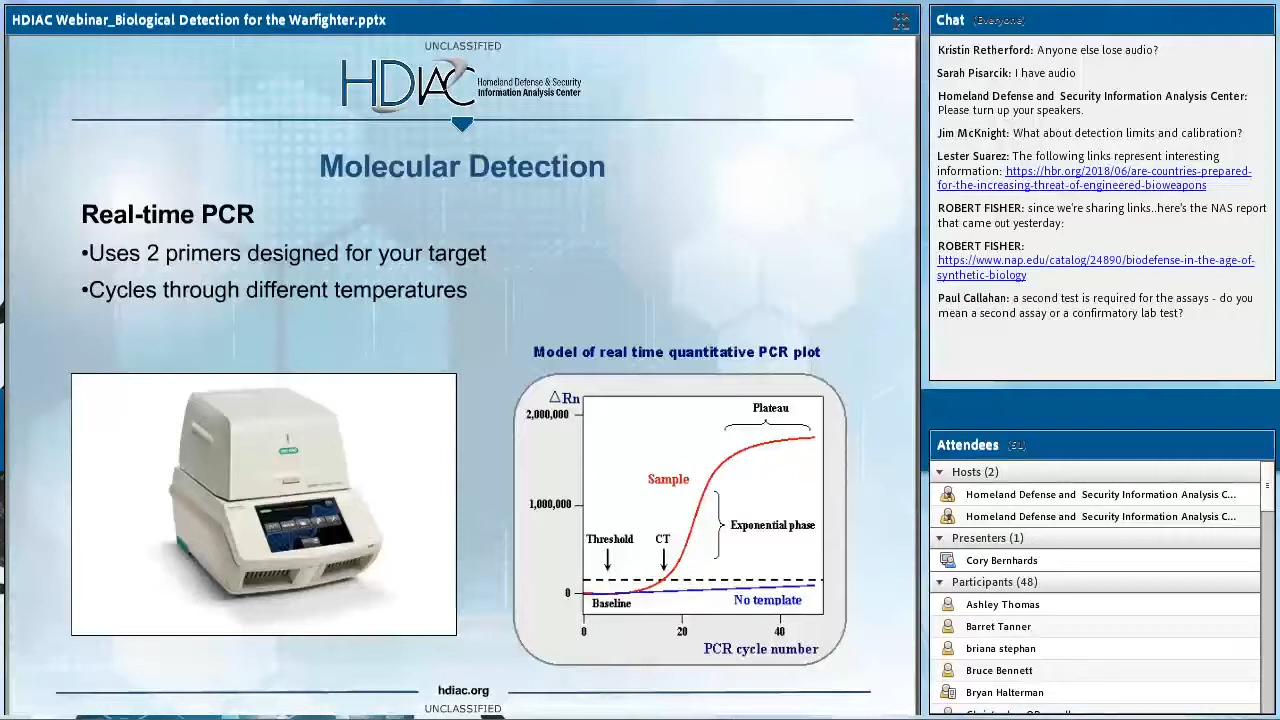 HDIAC Webinar_Biological Detection for the Warfighter.pptx
UNCLASSIFIED
HDIAC
Homeland Defense & Security
Information Analysis Center
Molecular Detection
Real-time PCR
•Uses 2 primers designed for your target
•Cycles through different temperatures
Model of real time quantitative PCR plot
△Rn
2,000,000
Plateau
Sample
1,000,000
Exponential phase
Threshold
CT
0
Baseline
No template
0
20
40
PCR cycle number
hdiac.org
UNCLASSIFIED
Chat (Everyone)
Kristin Retherford: Anyone else lose audio?
Sarah Pisarcik: I have audio
Homeland Defense and Security Information Analysis Center:
Please turn up your speakers.
Jim McKnight: What about detection limits and calibration?
Lester Suarez: The following links represent interesting
information: https://hbr.org/2018/06/are-countries-prepared-
for-the-increasing-threat-of-engineered-bioweapons
ROBERT FISHER: since we're sharing links..here's the NAS report
that came out yesterday:
ROBERT FISHER:
https://www.nap.edu/catalog/24890/biodefense-in-the-age-of-
synthetic-biology
Paul Callahan: a second test is required for the assays - do you
mean a second assay or a confirmatory lab test?
Attendees (51)
Hosts (2)
Homeland Defense and Security Information Analysis C...
Homeland Defense and Security Information Analysis C...
Presenters (1)
Cory Bernhards
Participants (48)
Ashley Thomas
Barret Tanner
briana stephan
Bruce Bennett
Bryan Halterman